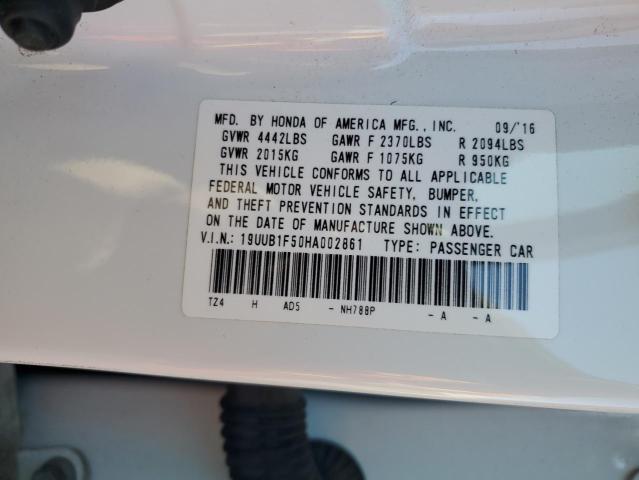 MFD. BY HONDA OF AMERICA MFG., INC. 09/'16
GVWR 4442LBS GAWR F 2370LBS R 2094LBS
GVWR 2015KG GAWR F 1075KG R 950KG
THIS VEHICLE CONFORMS TO ALL APPLICABLE
FEDERAL MOTOR VEHICLE SAFETY, BUMPER,
AND THEFT PREVENTION STANDARDS IN EFFECT
ON THE DATE OF MANUFACTURE SHOWN ABOVE.
V.I.N.: 19UUB1F50HA002861 TYPE: PASSENGER CAR
TZ4 H AD5 - NH788P - A - A